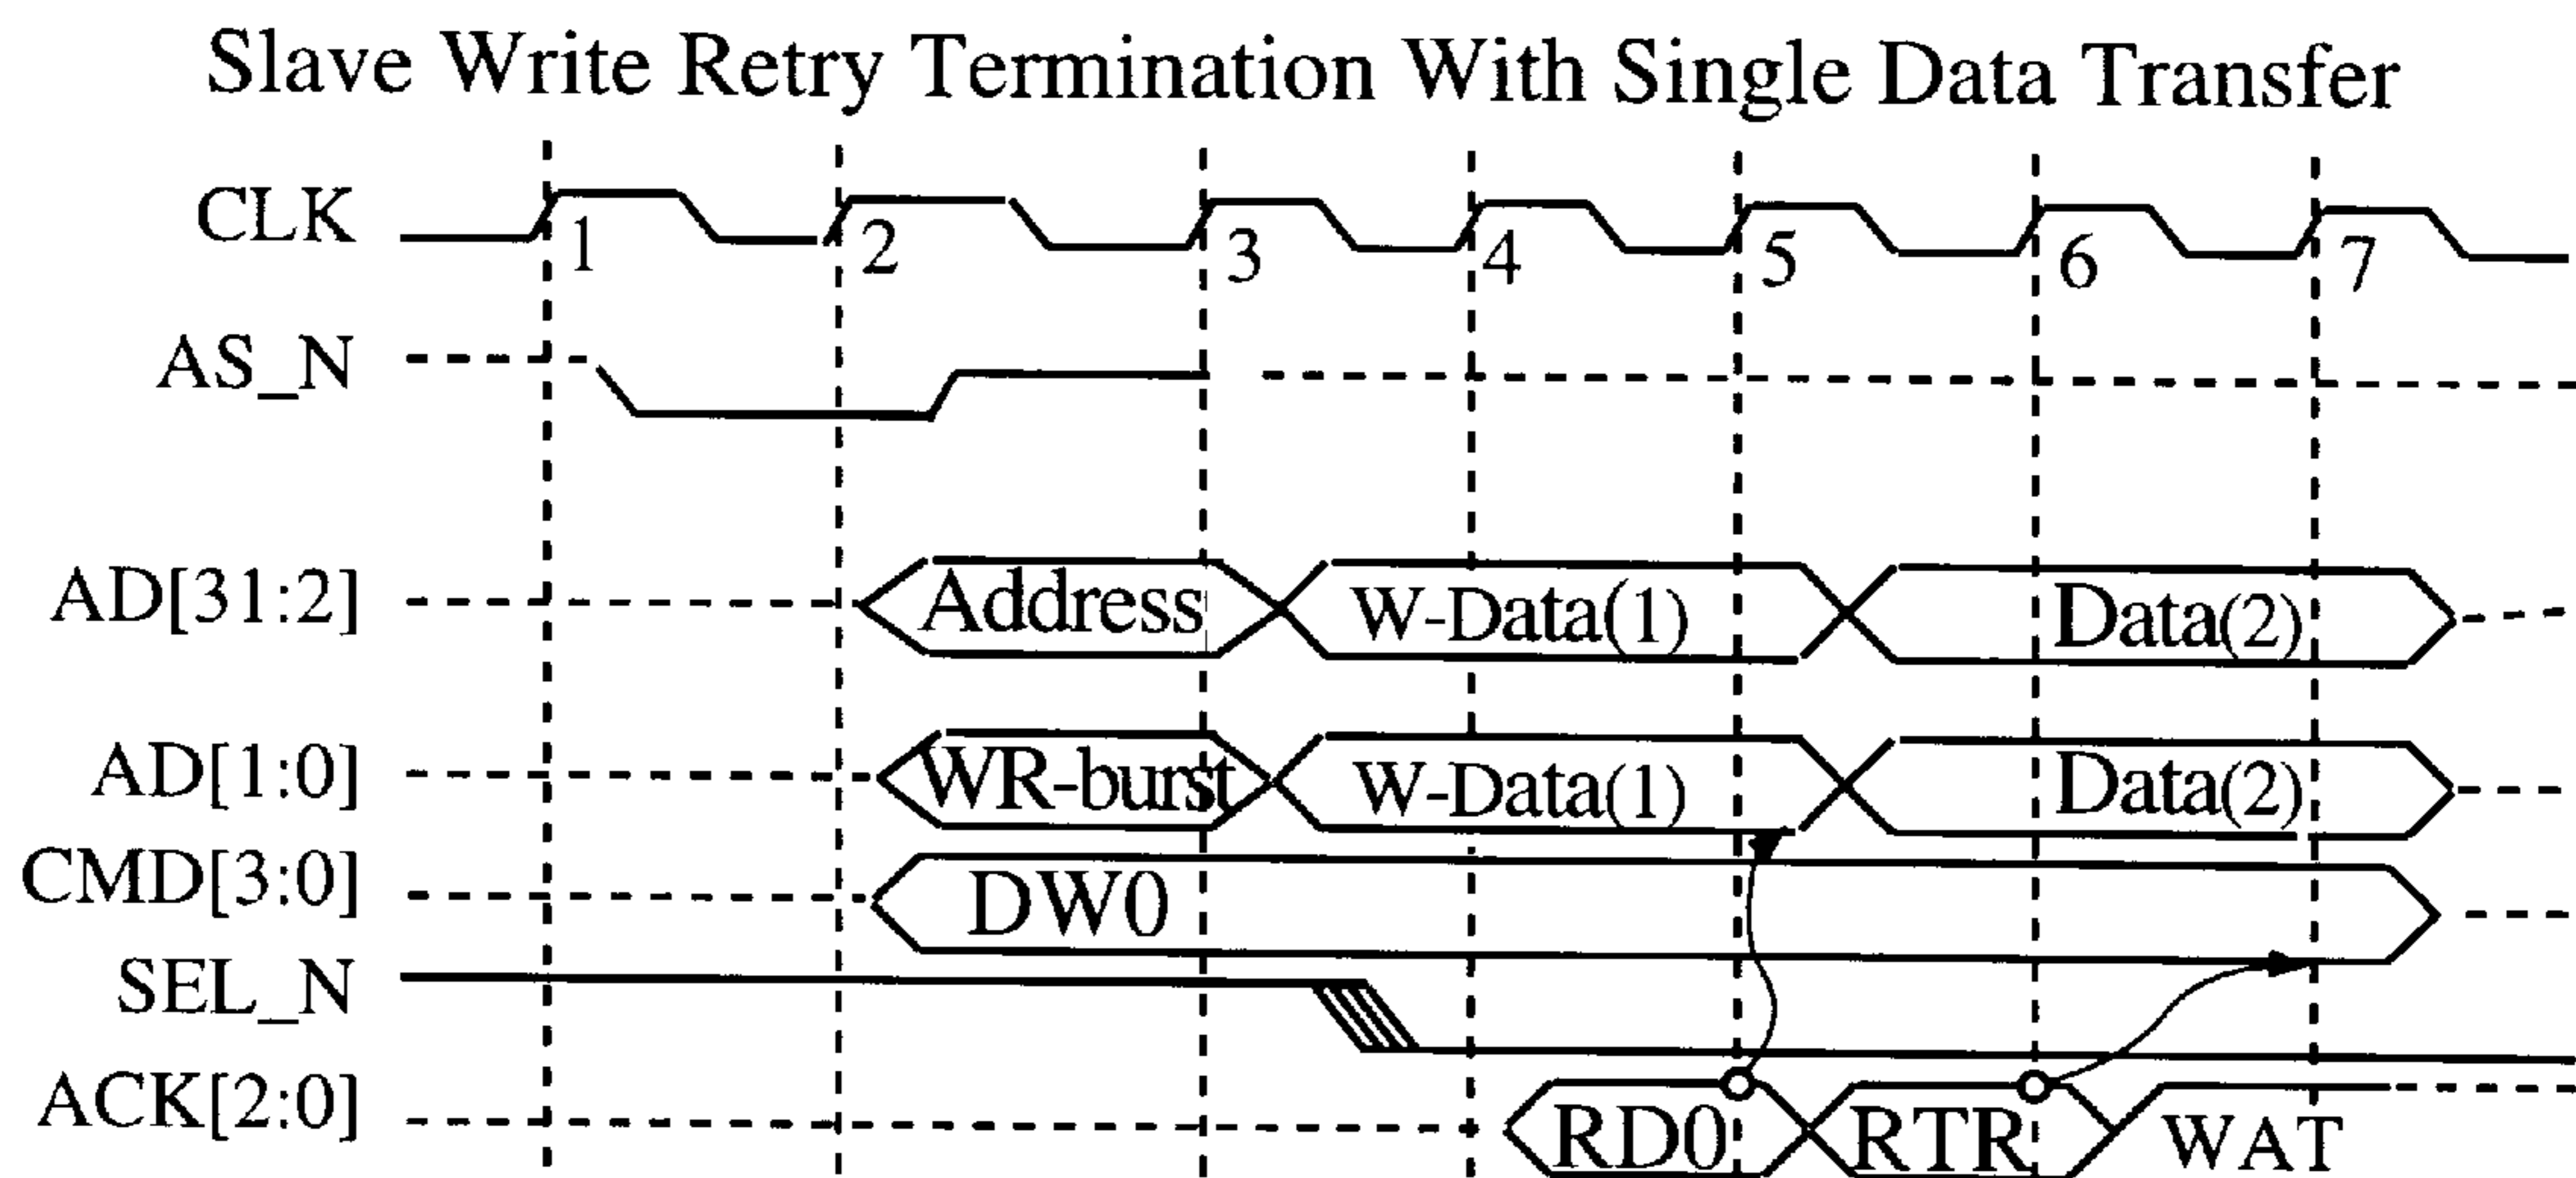 Slave Write Retry Termination With Single Data Transfer
CLK 1 2 3 4 5 6 7
AS_N
AD[31:2] Address W-Data(1) Data(2)
AD[1:0] WR-burst W-Data(1) Data(2)
CMD[3:0] DW0
SEL_N
ACK[2:0] RD0 RTR WAT